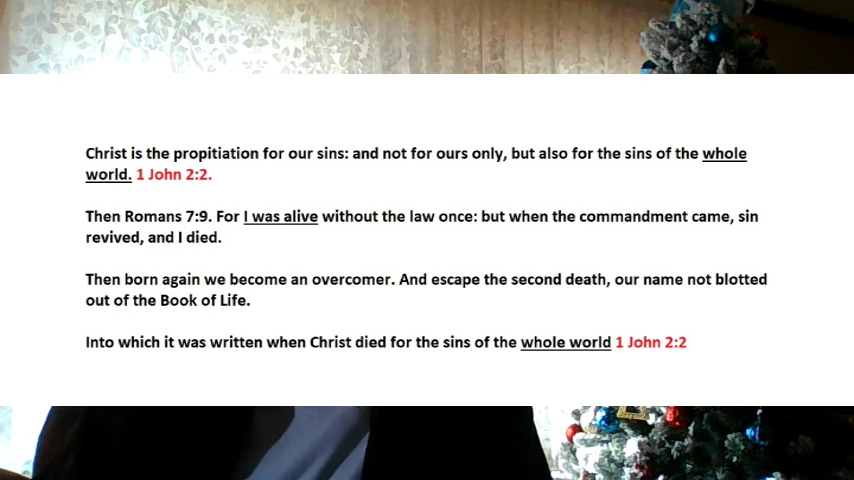 Christ is the propitiation for our sins: and not for ours only, but also for the sins of the whole
world. 1 John 2:2.
Then Romans 7:9. For I was alive without the law once: but when the commandment came, sin
revived, and I died.
Then born again we become an overcomer. And escape the second death, our name not blotted
out of the Book of Life.
Into which it was written when Christ died for the sins of the whole world 1 John 2:2